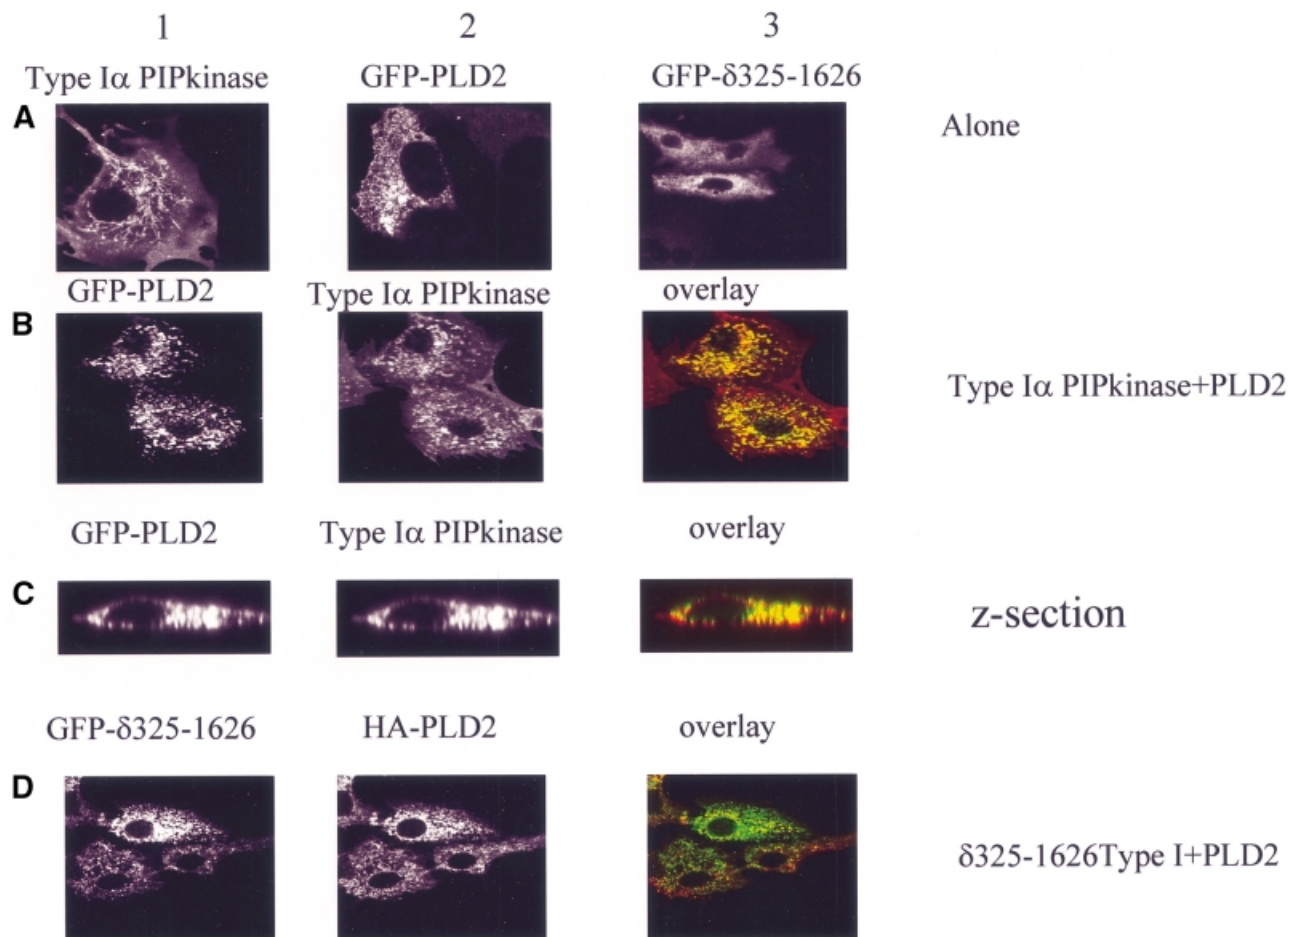 1 2 3
Type Iα PIPkinase GFP-PLD2 GFP-δ325-1626
A Alone
GFP-PLD2 Type Iα PIPkinase overlay
B Type Iα PIPkinase+PLD2
GFP-PLD2 Type Iα PIPkinase overlay
C z-section
GFP-δ325-1626 HA-PLD2 overlay
D δ325-1626Type I+PLD2